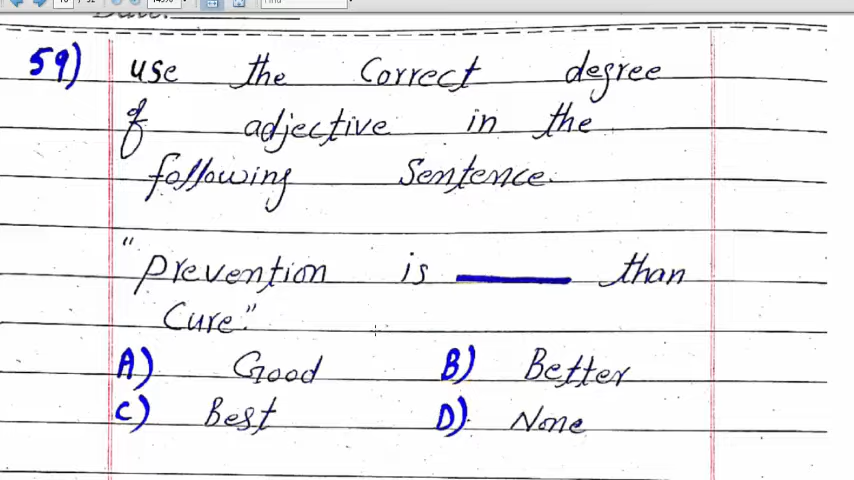 59) use the Correct degree
of adjective in the
following Sentence.
"Prevention is ___ than
Cure."
A) Good B) Better
C) Best D) None